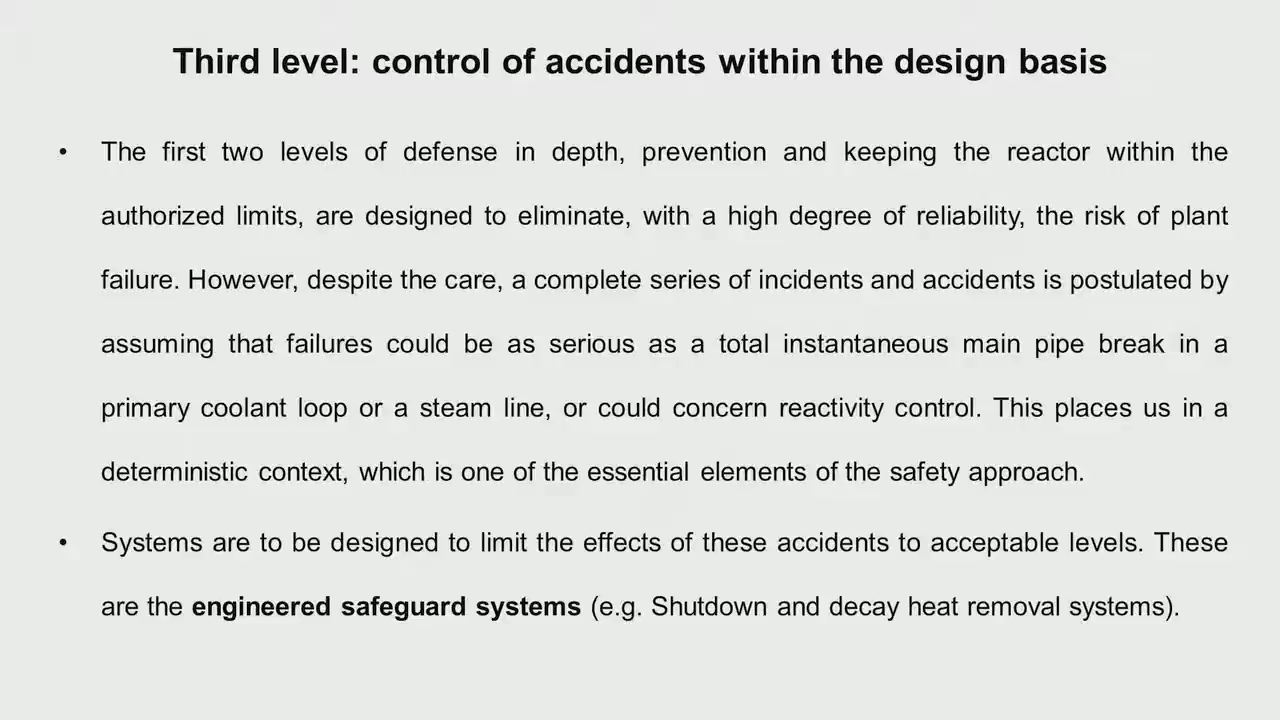 Third level: control of accidents within the design basis
• The first two levels of defense in depth, prevention and keeping the reactor within the
authorized limits, are designed to eliminate, with a high degree of reliability, the risk of plant
failure. However, despite the care, a complete series of incidents and accidents is postulated by
assuming that failures could be as serious as a total instantaneous main pipe break in a
primary coolant loop or a steam line, or could concern reactivity control. This places us in a
deterministic context, which is one of the essential elements of the safety approach.
• Systems are to be designed to limit the effects of these accidents to acceptable levels. These
are the engineered safeguard systems (e.g. Shutdown and decay heat removal systems).